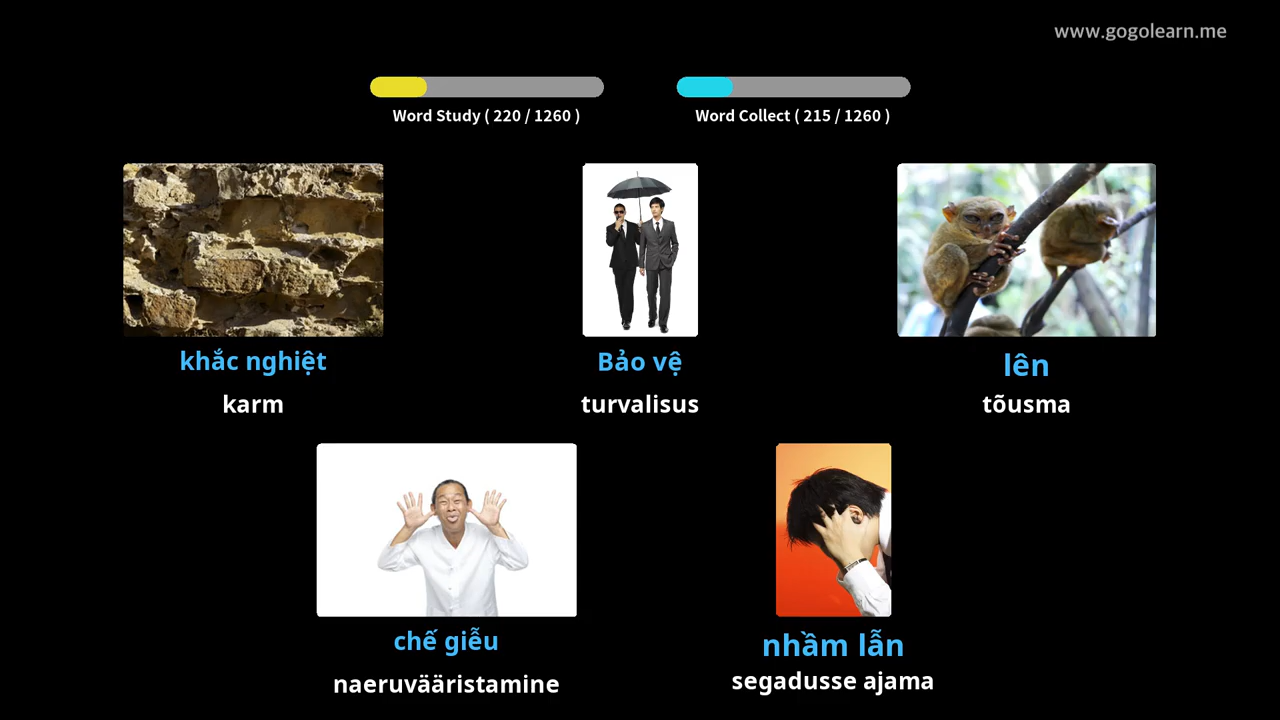 www.gogolearn.me
Word Study ( 220 / 1260 )
Word Collect ( 215 / 1260 )
khắc nghiệt
Bảo vệ
lên
karm
turvalisus
tõusma
chế giễu
nhầm lẫn
naeruvääristamine
segadusse ajama